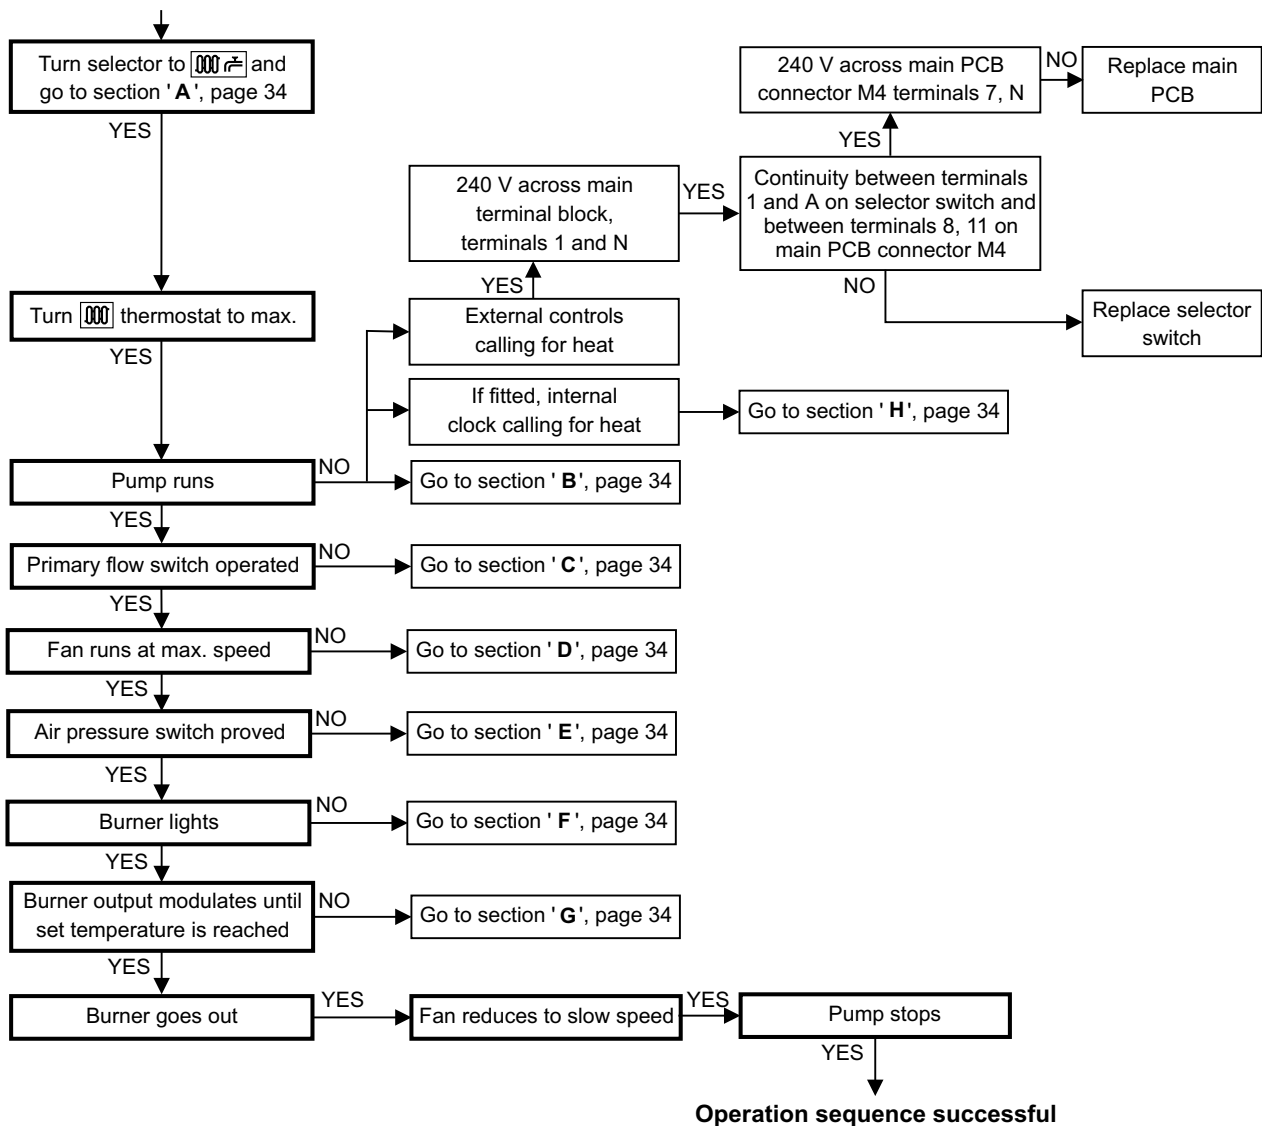 Turn selector to and
go to section ' A', page 34
YES
Turn thermostat to max.
YES
Pump runs
NO
YES
Primary flow switch operated
NO
YES
Fan runs at max. speed
NO
YES
Air pressure switch proved
NO
YES
Burner lights
NO
YES
Burner output modulates until
set temperature is reached
NO
YES
Burner goes out
YES
Fan reduces to slow speed
YES
Pump stops
YES
Operation sequence successful
240 V across main
terminal block,
terminals 1 and N
YES
YES
External controls
calling for heat
If fitted, internal
clock calling for heat
Go to section ' H', page 34
Go to section ' B', page 34
Go to section ' C', page 34
Go to section ' D', page 34
Go to section ' E', page 34
Go to section ' F', page 34
Go to section ' G', page 34
240 V across main PCB
connector M4 terminals 7, N
NO
Replace main
PCB
YES
Continuity between terminals
1 and A on selector switch and
between terminals 8, 11 on
main PCB connector M4
NO
Replace selector
switch